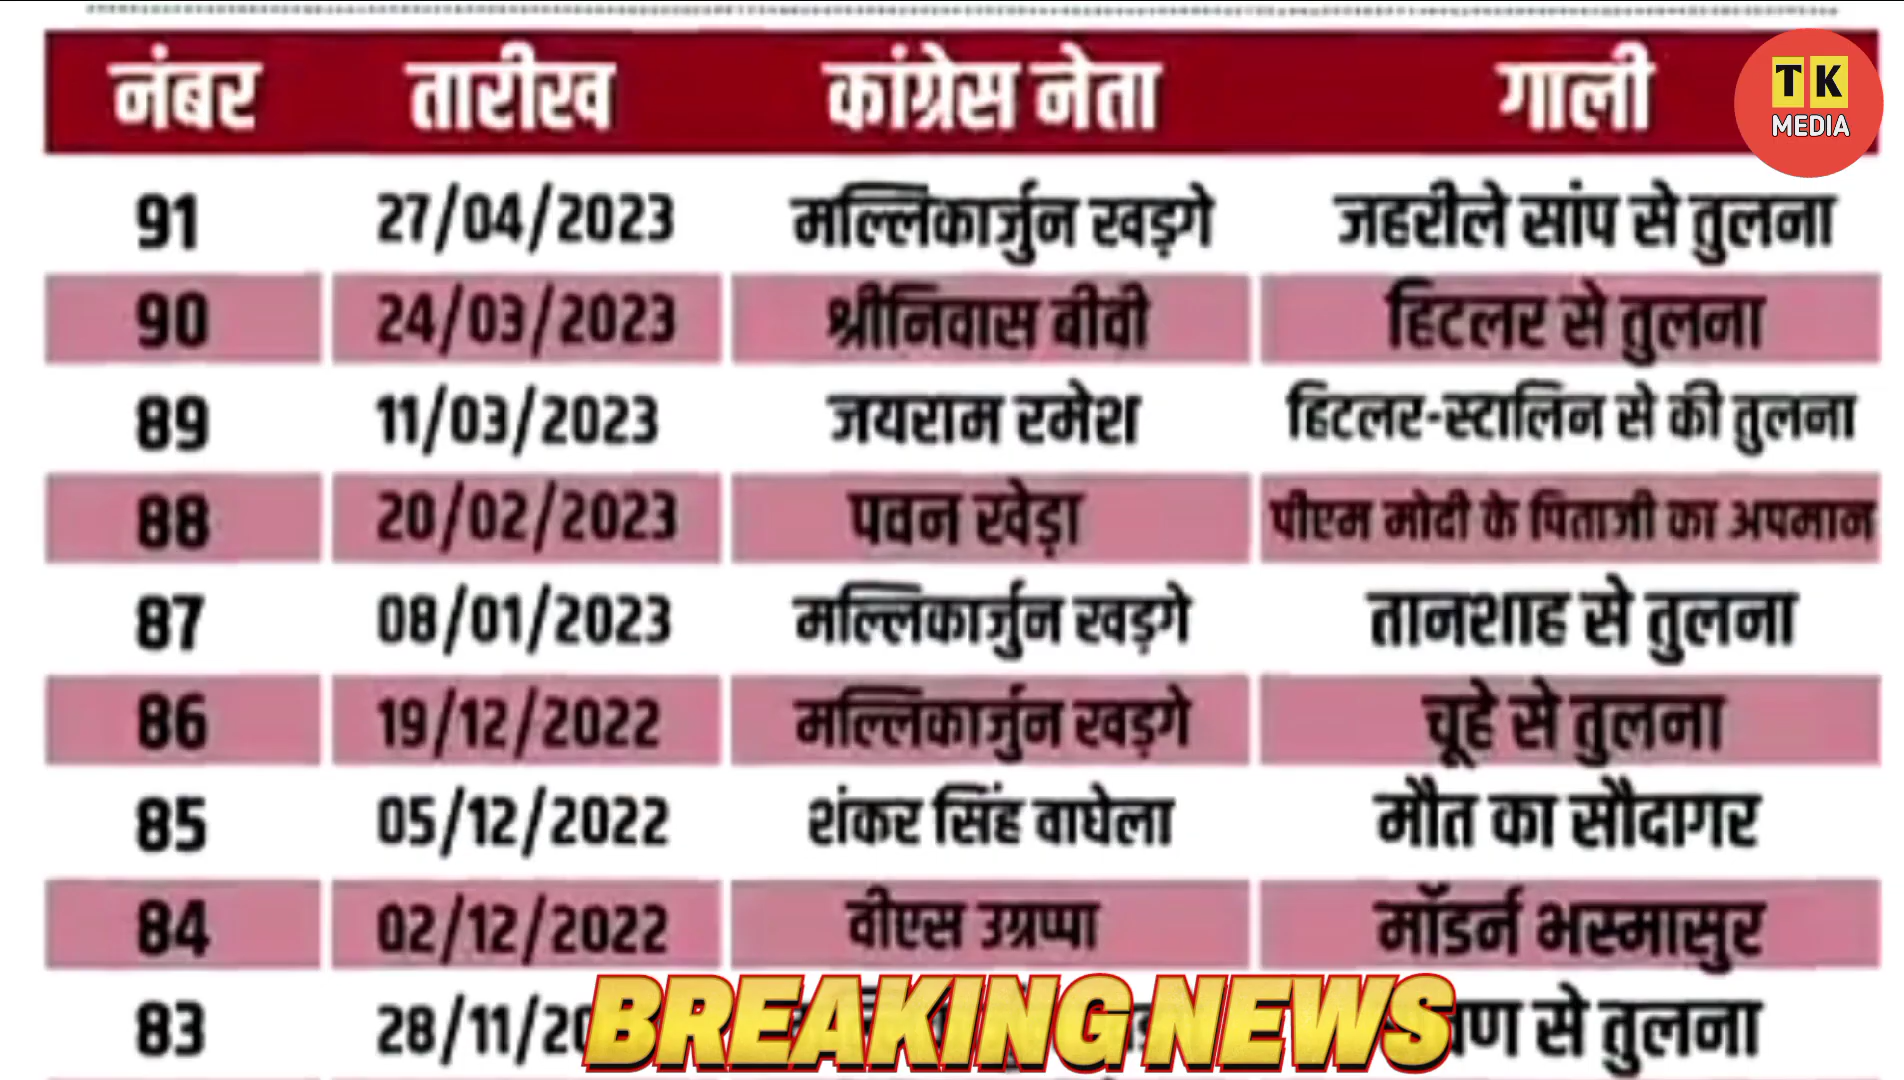 नंबर तारीख कांग्रेस नेता गाली
TK
MEDIA
91 27/04/2023 मल्लिकार्जुन खड़गे जहरीले सांप से तुलना
90 24/03/2023 श्रीनिवास बीवी हिटलर से तुलना
89 11/03/2023 जयराम रमेश हिटलर-स्टालिन से की तुलना
88 20/02/2023 पवन खेड़ा पीएम मोदी के पिताजी का अपमान
87 08/01/2023 मल्लिकार्जुन खड़गे तानशाह से तुलना
86 19/12/2022 मल्लिकार्जुन खड़गे चूहे से तुलना
85 05/12/2022 शंकर सिंह वाघेला मौत का सौदागर
84 02/12/2022 वीएस उग्रप्पा मॉडर्न भस्मासुर
83 28/11/20 से तुलना
BREAKING NEWS